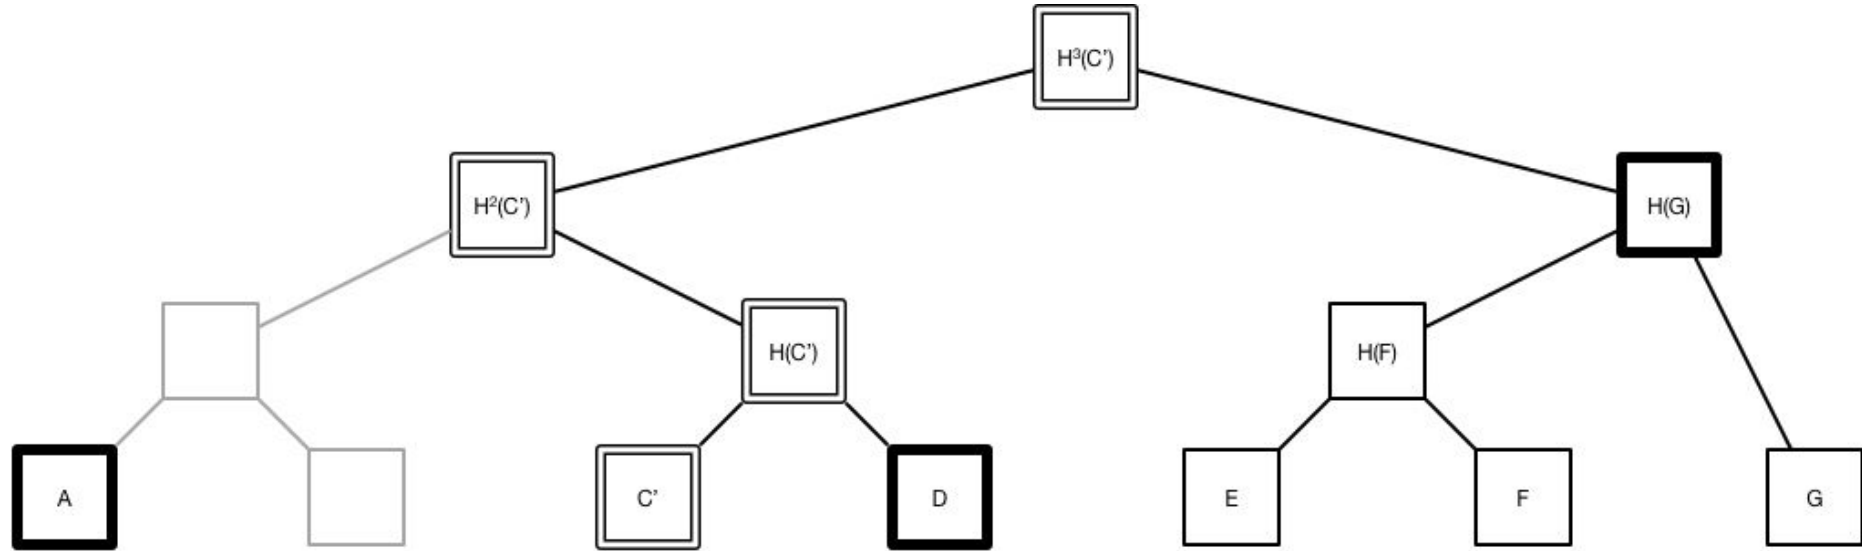 H³(C’)
H²(C’)
H(G)
H(C’)
H(F)
A
C’
D
E
F
G